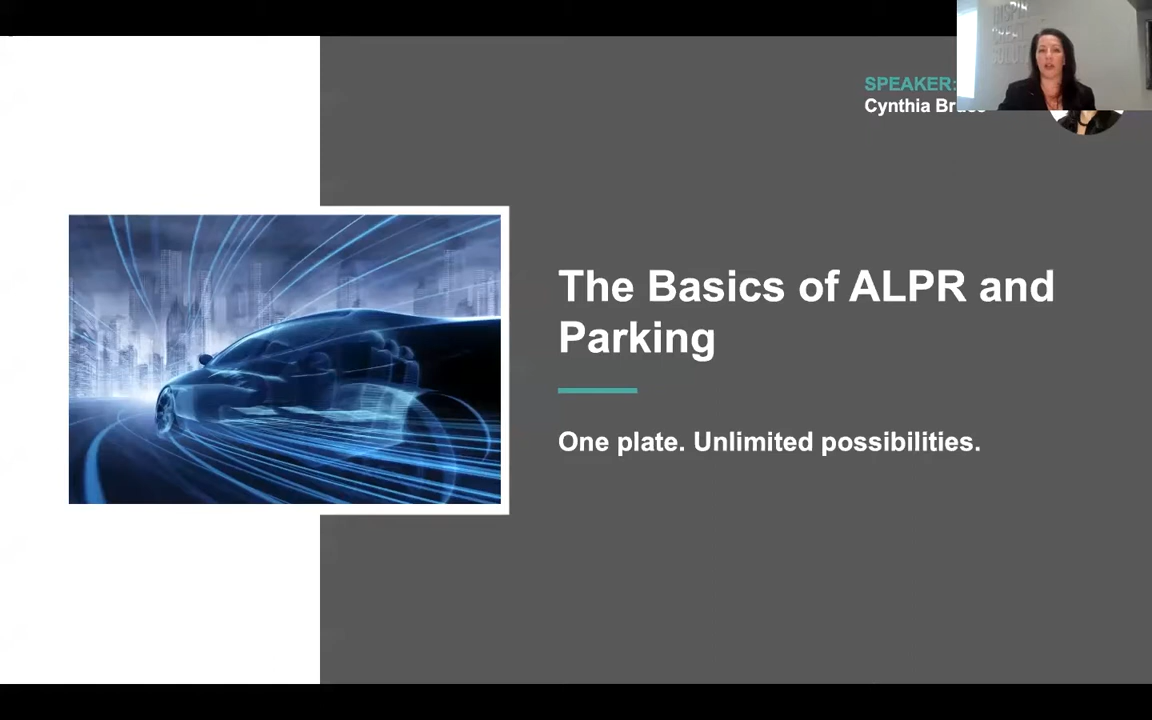 SPEAKER:
Cynthia
The Basics of ALPR and
Parking
One plate. Unlimited possibilities.